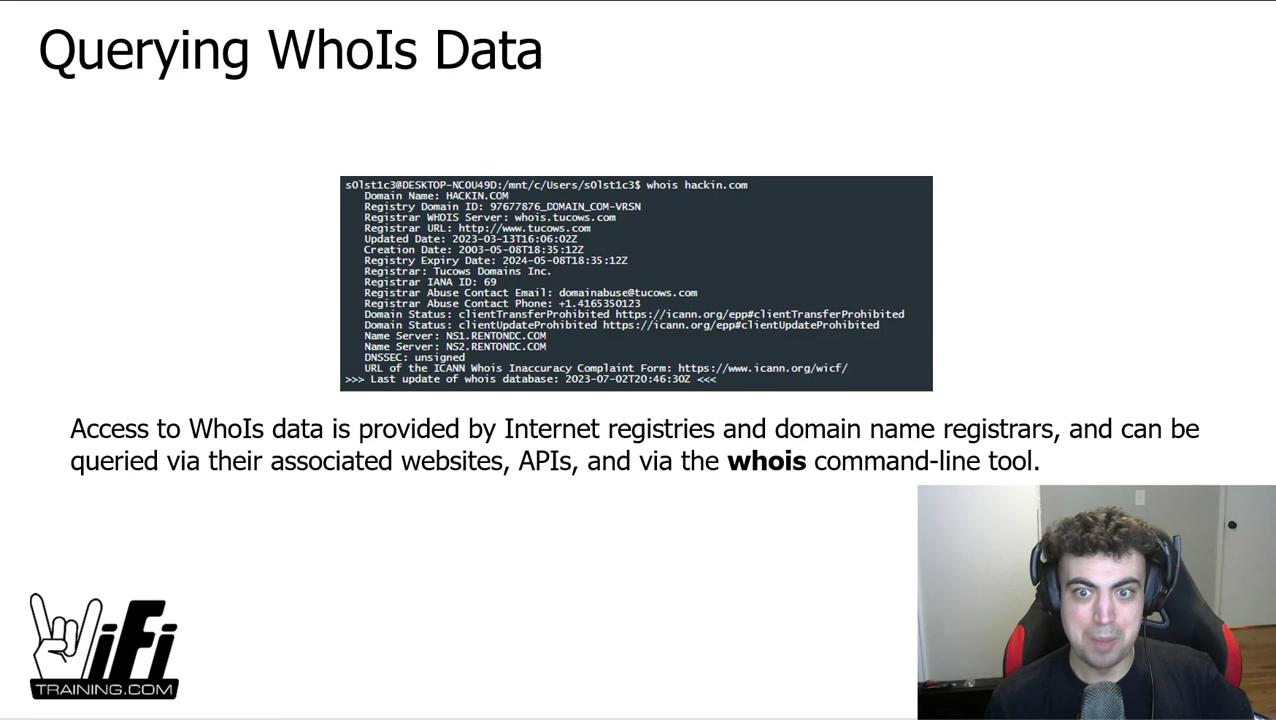 Querying WhoIs Data
s0lst1c3@DESKTOP-NCOU49D:/mnt/c/Users/s0lst1c3$ whois hackin.com
Domain Name: HACKIN.COM
Registry Domain ID: 97677876_DOMAIN_COM-VRSN
Registrar WHOIS Server: whois.tucows.com
Registrar URL: http://www.tucows.com
Updated Date: 2023-03-13T16:06:02Z
Creation Date: 2003-05-08T18:35:12Z
Registry Expiry Date: 2024-05-08T18:35:12Z
Registrar: Tucows Domains Inc.
Registrar IANA ID: 69
Registrar Abuse Contact Email: domainabuse@tucows.com
Registrar Abuse Contact Phone: +1.4165350123
Domain Status: clientTransferProhibited https://icann.org/epp#clientTransferProhibited
Domain Status: clientUpdateProhibited https://icann.org/epp#clientUpdateProhibited
Name Server: NS1.RENTONDC.COM
Name Server: NS2.RENTONDC.COM
DNSSEC: unsigned
URL of the ICANN Whois Inaccuracy Complaint Form: https://www.icann.org/wicf/
>>> Last update of whois database: 2023-07-02T20:46:30Z <<<
Access to WhoIs data is provided by Internet registries and domain name registrars, and can be
queried via their associated websites, APIs, and via the whois command-line tool.
WiFi
TRAINING.COM